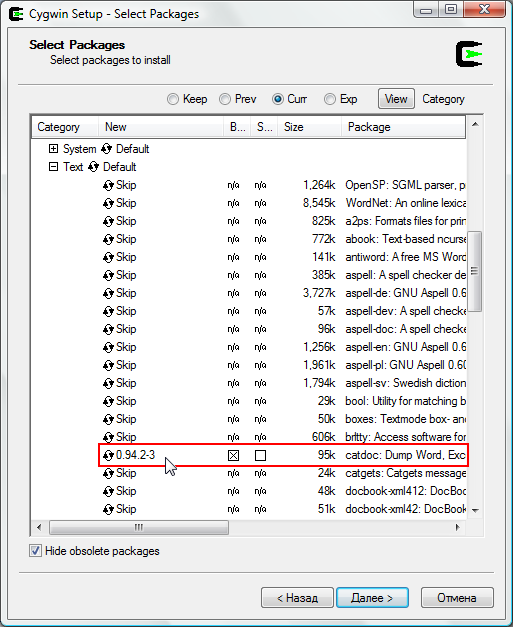 Cygwin Setup - Select Packages
Select Packages
Select packages to install
Keep Prev Curr Exp View Category
Category New B... S... Size Package
System Default
Text Default
Skip n/a n/a 1,264k OpenSP: SGML parser, p
Skip n/a n/a 8,545k WordNet: An online lexica
Skip n/a n/a 825k a2ps: Formats files for prin
Skip n/a n/a 772k abook: Text-based ncurse
Skip n/a n/a 141k antiword: A free MS Word
Skip n/a n/a 385k aspell: A spell checker de
Skip n/a n/a 3,727k aspell-de: GNU Aspell 0.6
Skip n/a n/a 57k aspell-dev: A spell checke
Skip n/a n/a 96k aspell-doc: A spell checke
Skip n/a n/a 1,256k aspell-en: GNU Aspell 0.6
Skip n/a n/a 1,961k aspell-pl: GNU Aspell 0.60
Skip n/a n/a 1,794k aspell-sv: Swedish diction
Skip n/a n/a 29k bool: Utility for matching b
Skip n/a n/a 50k boxes: Textmode box- and
Skip n/a n/a 606k brltty: Access software for
0.94.2-3 95k catdoc: Dump Word, Exc
Skip n/a n/a 24k catgets: Catgets message
Skip n/a n/a 48k docbook-xml412: DocBo
Skip n/a n/a 51k docbook-xml42: DocBoo
Hide obsolete packages
< Назад Далее > Отмена